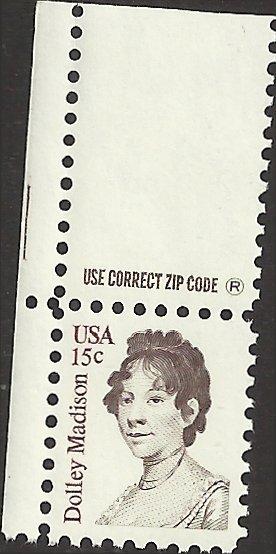 USE CORRECT ZIP CODE ®
USA
15c
Dolley Madison